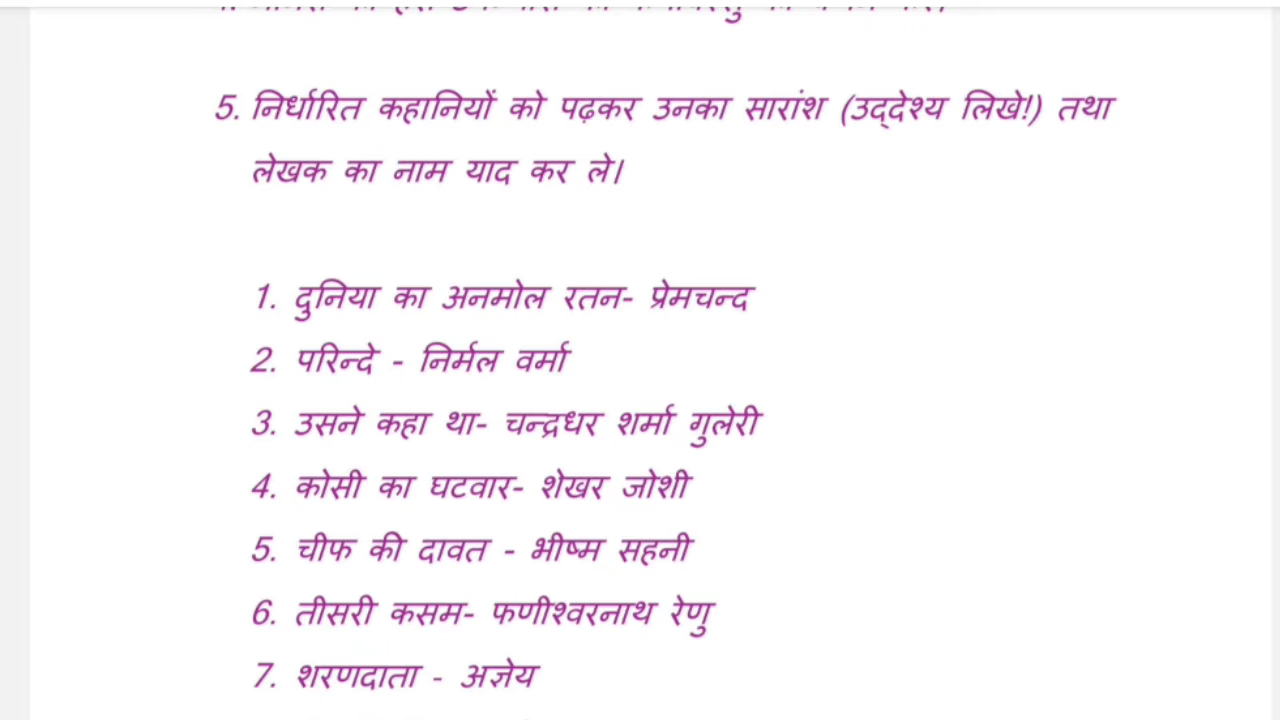 5. निर्धारित कहानियों को पढ़कर उनका सारांश (उद्देश्य लिखे!) तथा
लेखक का नाम याद कर ले।
1. दुनिया का अनमोल रतन- प्रेमचन्द
2. परिन्दे - निर्मल वर्मा
3. उसने कहा था- चन्द्रधर शर्मा गुलेरी
4. कोसी का घटवार- शेखर जोशी
5. चीफ की दावत - भीष्म सहनी
6. तीसरी कसम- फणीश्वरनाथ रेणु
7. शरणदाता - अज्ञेय